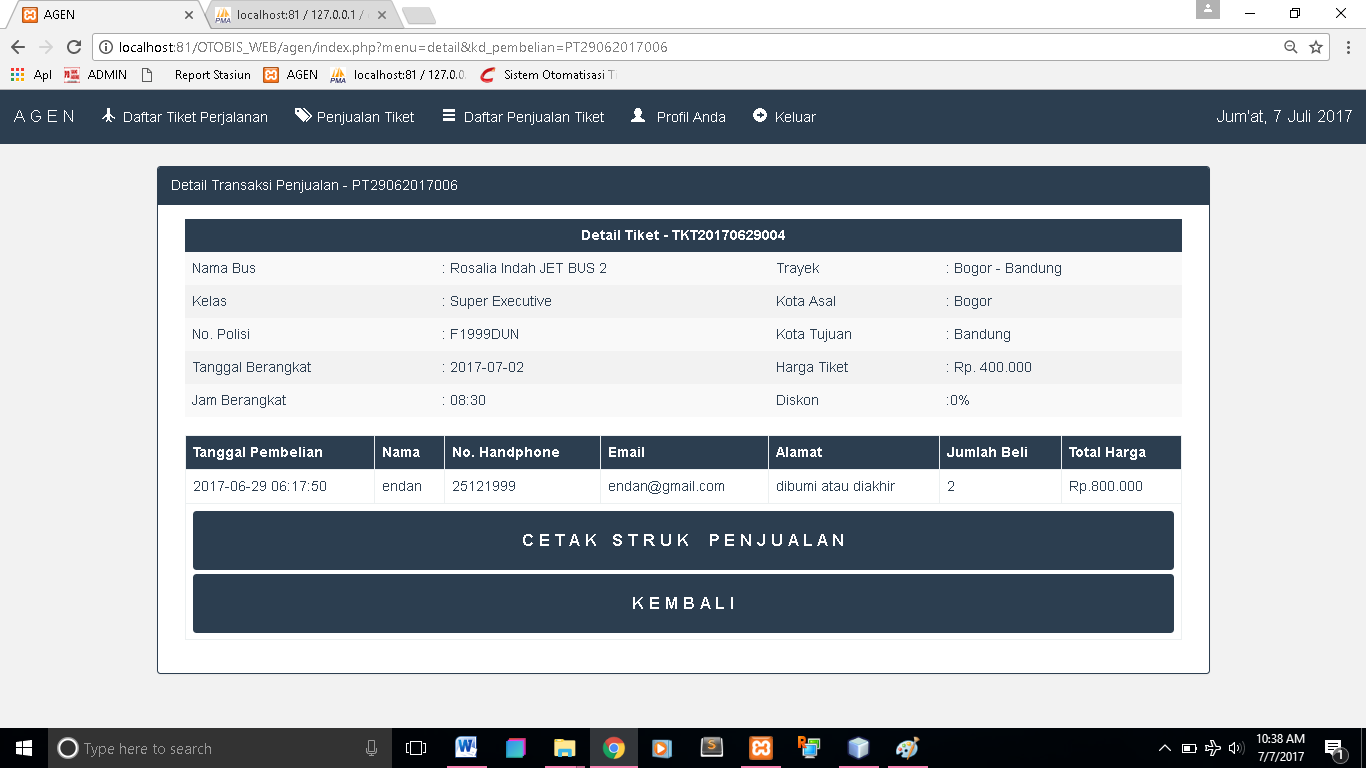 AGEN
localhost:81 / 127.0.0.1 /
localhost:81/OTOBIS_WEB/agen/index.php?menu=detail&kd_pembelian=PT29062017006
Apl ADMIN Report Stasiun AGEN localhost:81 / 127.0.0. Sistem Otomatisasi
A G E N Daftar Tiket Perjalanan Penjualan Tiket Daftar Penjualan Tiket Profil Anda Keluar Jum'at, 7 Juli 2017
Detail Transaksi Penjualan - PT29062017006
Detail Tiket - TKT20170629004
Nama Bus : Rosalia Indah JET BUS 2 Trayek : Bogor - Bandung
Kelas : Super Executive Kota Asal : Bogor
No. Polisi : F1999DUN Kota Tujuan : Bandung
Tanggal Berangkat : 2017-07-02 Harga Tiket : Rp. 400.000
Jam Berangkat : 08:30 Diskon :0%
Tanggal Pembelian Nama No. Handphone Email Alamat Jumlah Beli Total Harga
2017-06-29 06:17:50 endan 25121999 endan@gmail.com dibumi atau diakhir 2 Rp.800.000
CETAK STRUK PENJUALAN
KEMBALI
Type here to search
10:38 AM
7/7/2017
1